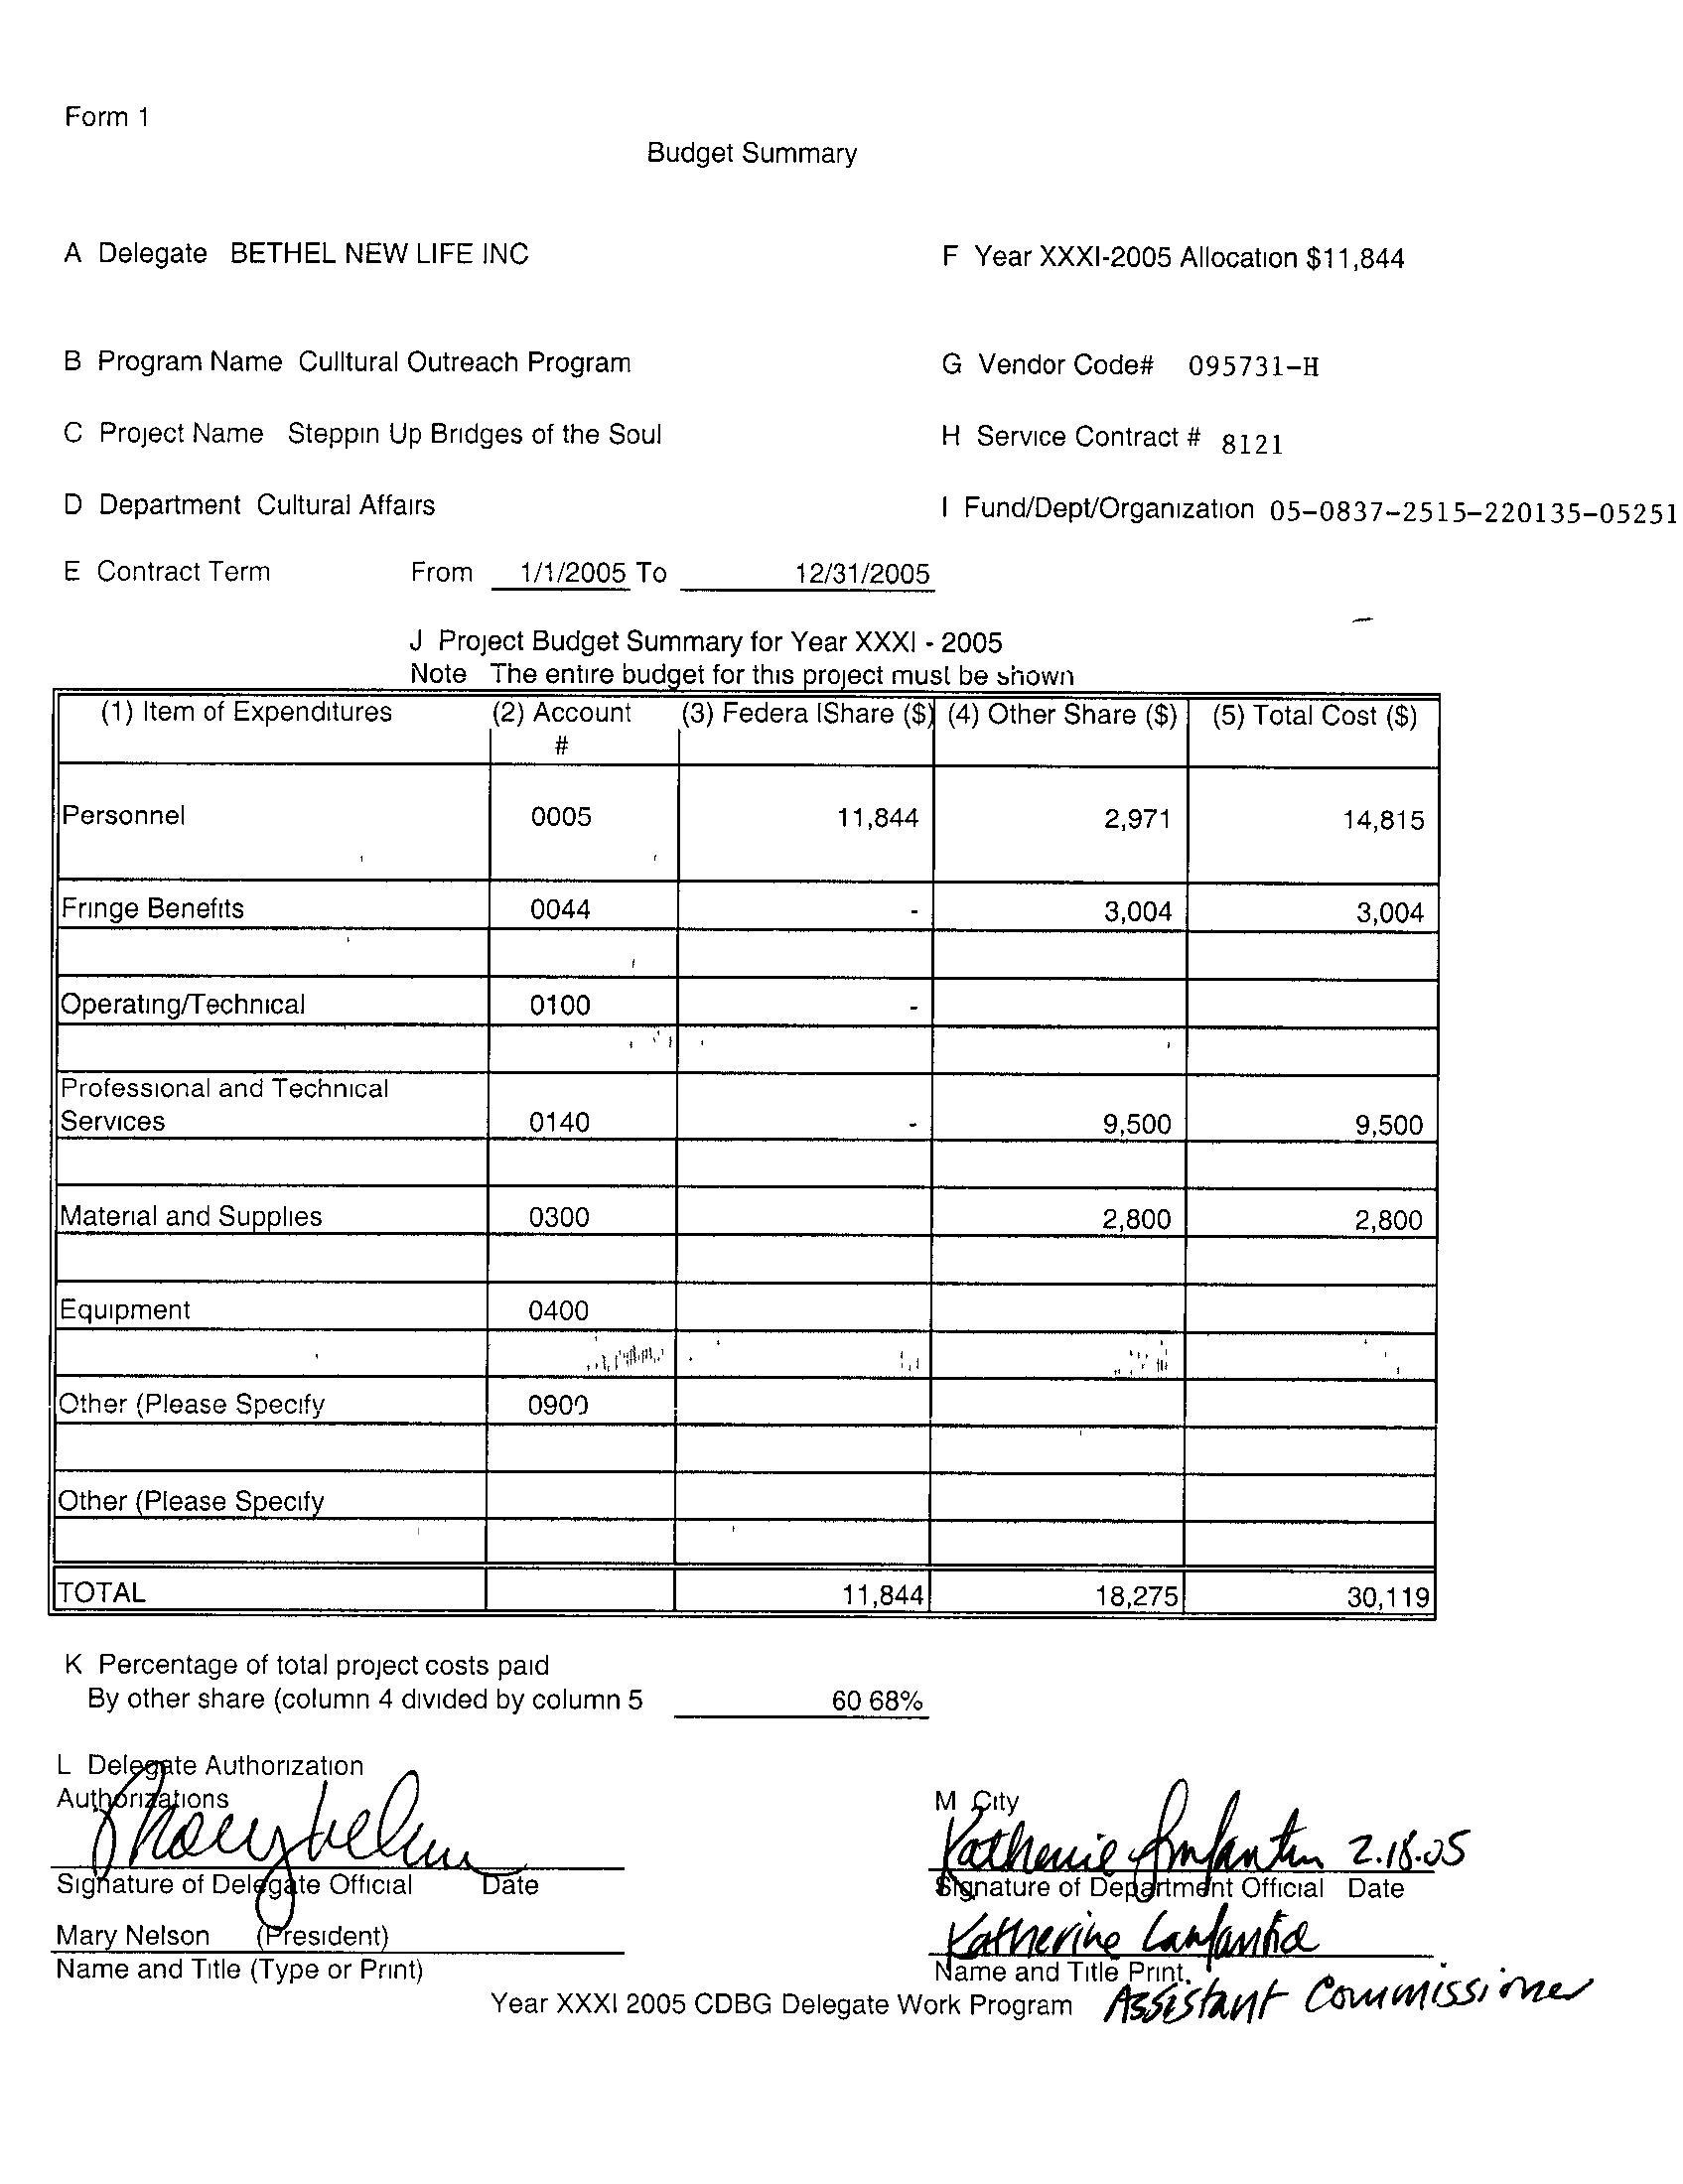 Form 1
Budget Summary
A Delegate BETHEL NEW LIFE INC
F Year XXXI-2005 Allocation $11,844
B Program Name Culltural Outreach Program
G Vendor Code# 095731-H
C Project Name Steppin Up Bridges of the Soul
H Service Contract # 8121
D Department Cultural Affairs
I Fund/Dept/Organization 05-0837-2515-220135-05251
E Contract Term From 1/1/2005 To 12/31/2005
J Project Budget Summary for Year XXXI - 2005
Note The entire budget for this project must be shown
(1) Item of Expenditures (2) Account # (3) Federa lShare ($) (4) Other Share ($) (5) Total Cost ($)
Personnel 0005 11,844 2,971 14,815
Fringe Benefits 0044 - 3,004 3,004
Operating/Technical 0100 -
Professional and Technical
Services 0140 - 9,500 9,500
Material and Supplies 0300 2,800 2,800
Equipment 0400
Other (Please Specify 0900
Other (Please Specify
TOTAL 11,844 18,275 30,119
K Percentage of total project costs paid
By other share (column 4 divided by column 5 60 68%
L Delegate Authorization
Authorizations
M City
2.18.05
Signature of Delegate Official Date
Signature of Department Official Date
Mary Nelson (President)
Katherine
Name and Title (Type or Print)
Name and Title Print.
Assistant Commissioner
Year XXXI 2005 CDBG Delegate Work Program